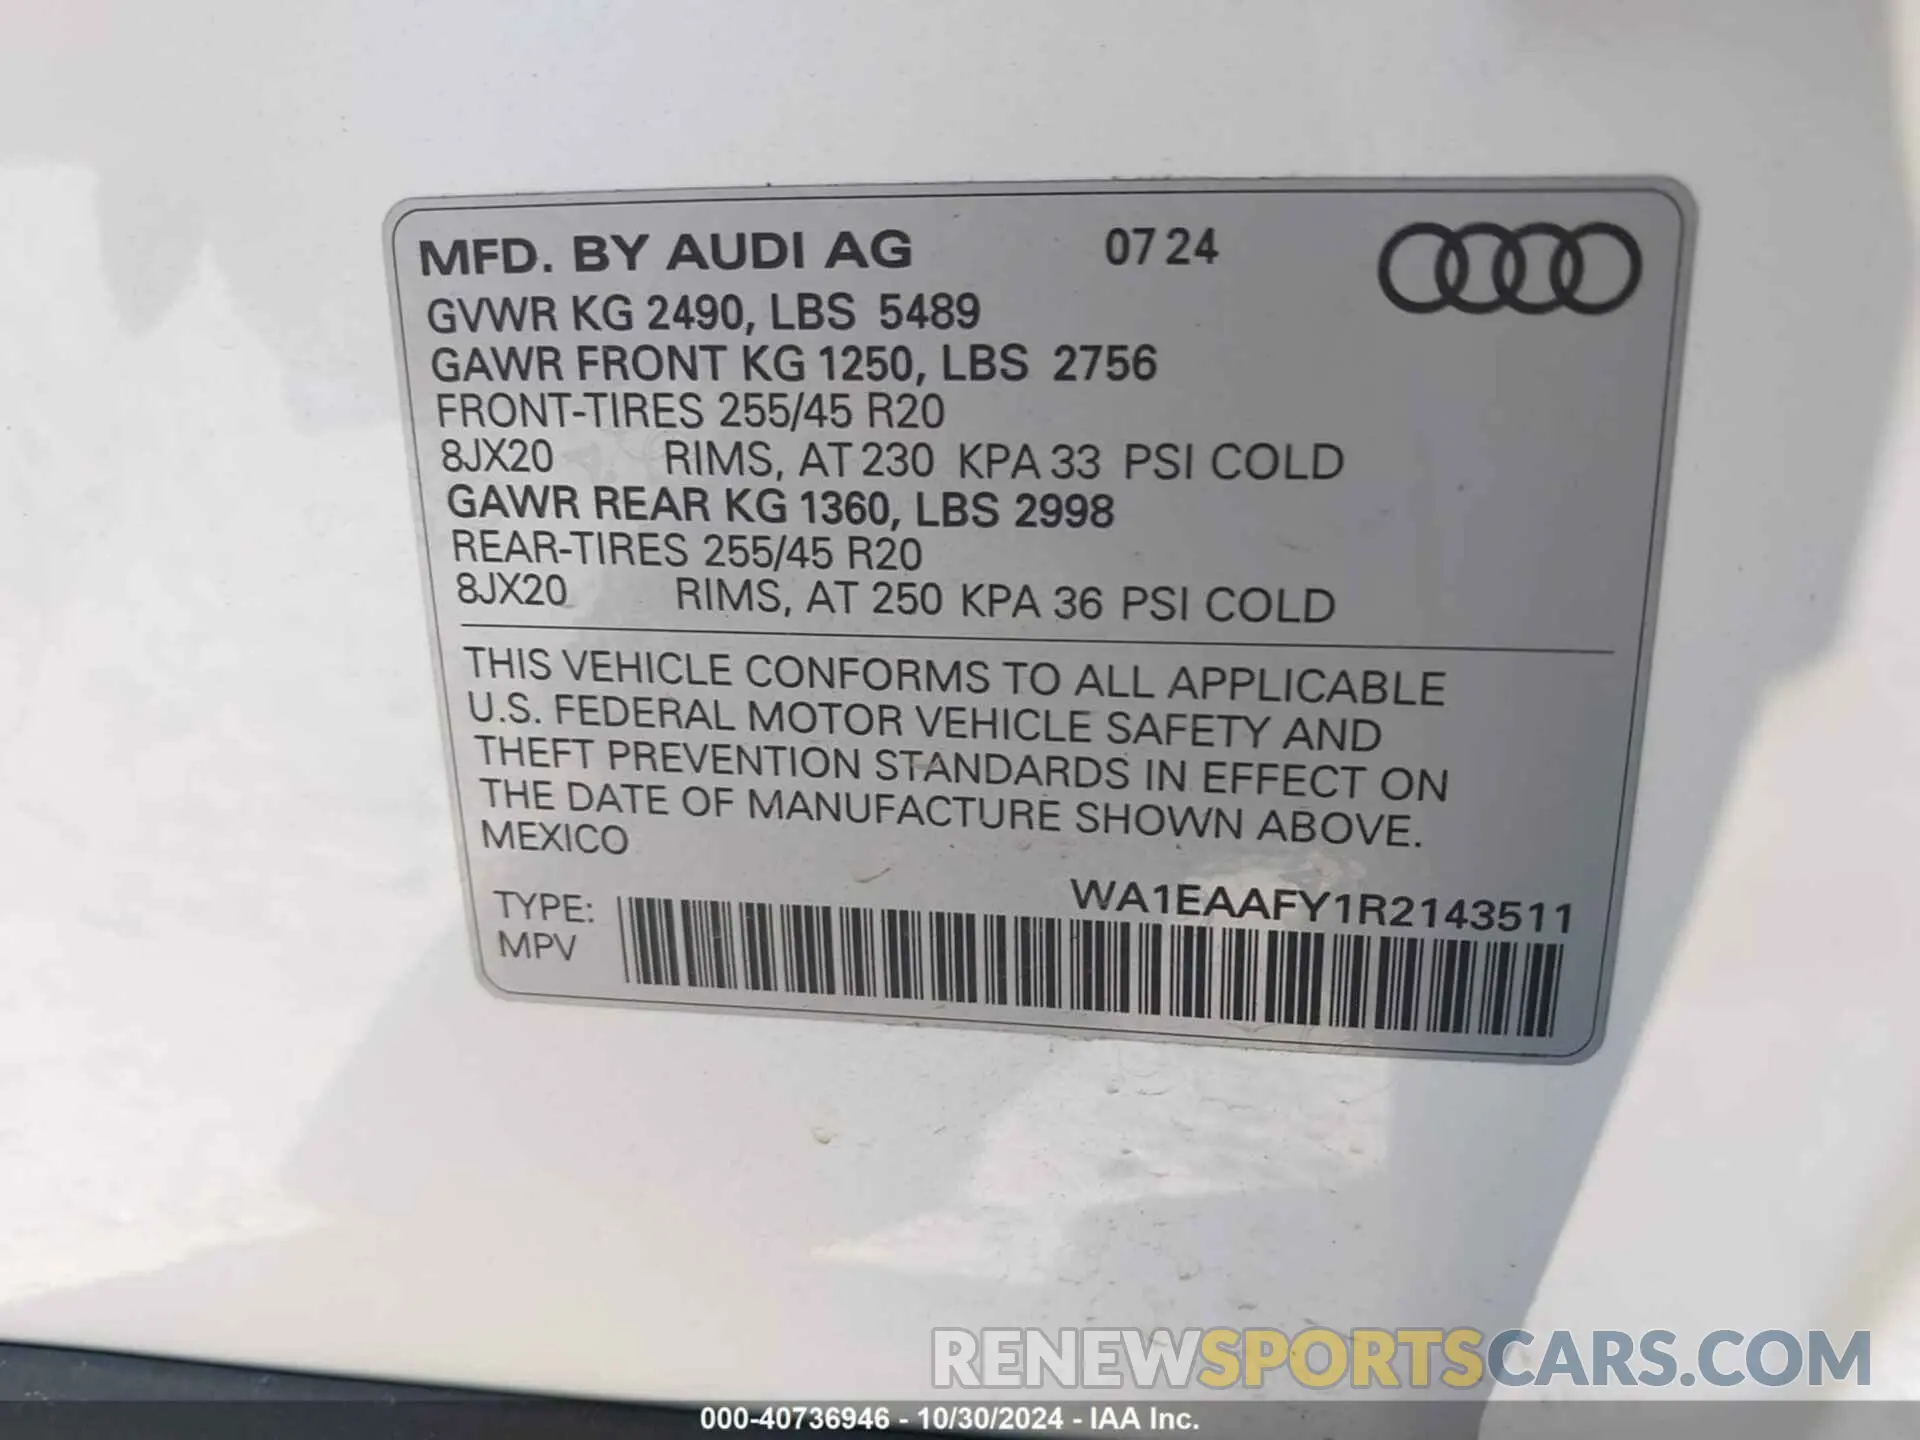 MFD. BY AUDI AG 07 24
GVWR KG 2490, LBS 5489
GAWR FRONT KG 1250, LBS 2756
FRONT-TIRES 255/45 R20
8JX20 RIMS, AT 230 KPA 33 PSI COLD
GAWR REAR KG 1360, LBS 2998
REAR-TIRES 255/45 R20
8JX20 RIMS, AT 250 KPA 36 PSI COLD
THIS VEHICLE CONFORMS TO ALL APPLICABLE
U.S. FEDERAL MOTOR VEHICLE SAFETY AND
THEFT PREVENTION STANDARDS IN EFFECT ON
THE DATE OF MANUFACTURE SHOWN ABOVE.
MEXICO
WA1EAAFY1R2143511
TYPE:
MPV
RENEWSPORTSCARS.COM
000-40736946 - 10/30/2024 - IAA Inc.